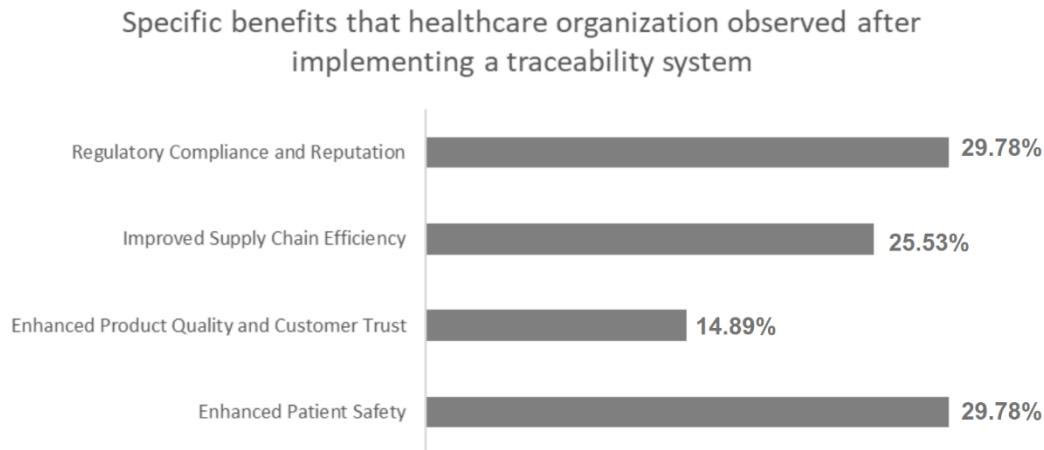 Specific benefits that healthcare organization observed after
implementing a traceability system
Regulatory Compliance and Reputation 29.78%
Improved Supply Chain Efficiency 25.53%
Enhanced Product Quality and Customer Trust 14.89%
Enhanced Patient Safety 29.78%